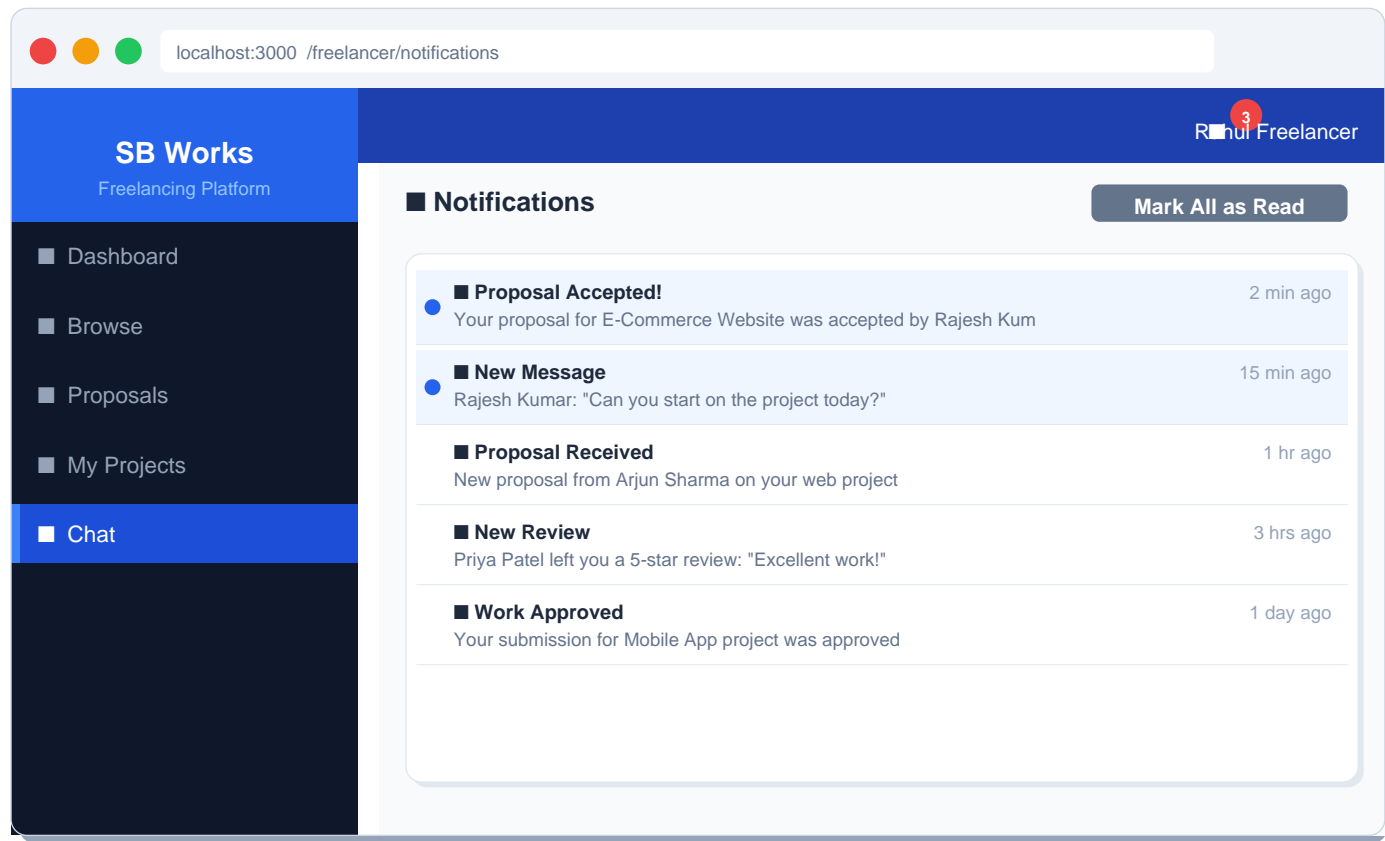 localhost:3000 /freelancer/notifications
3
Freelancer
SB Works
Freelancing Platform
Notifications
Mark All as Read
Dashboard
Browse
Proposals
My Projects
Chat
Proposal Accepted!
2 min ago
Your proposal for E-Commerce Website was accepted by Rajesh Kum
New Message
15 min ago
Rajesh Kumar: "Can you start on the project today?"
Proposal Received
1 hr ago
New proposal from Arjun Sharma on your web project
New Review
3 hrs ago
Priya Patel left you a 5-star review: "Excellent work!"
Work Approved
1 day ago
Your submission for Mobile App project was approved